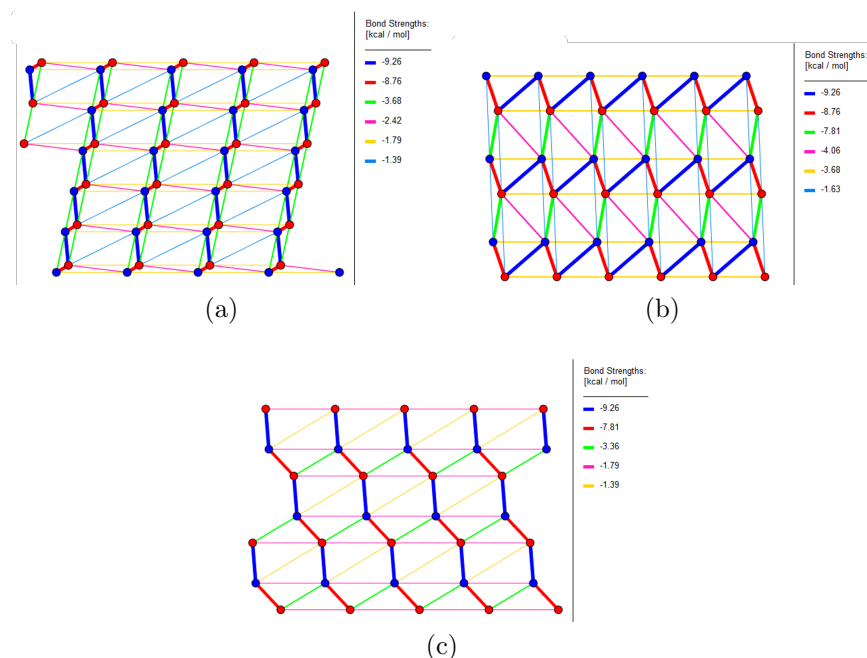 Bond Strengths:
[kcal / mol]
-9.26
-8.76
-3.68
-2.42
-1.79
-1.39
(a)
Bond Strengths:
[kcal / mol]
-9.26
-8.76
-7.81
-4.06
-3.68
-1.63
(b)
Bond Strengths:
[kcal / mol]
-9.26
-7.81
-3.36
-1.79
-1.39
(c)